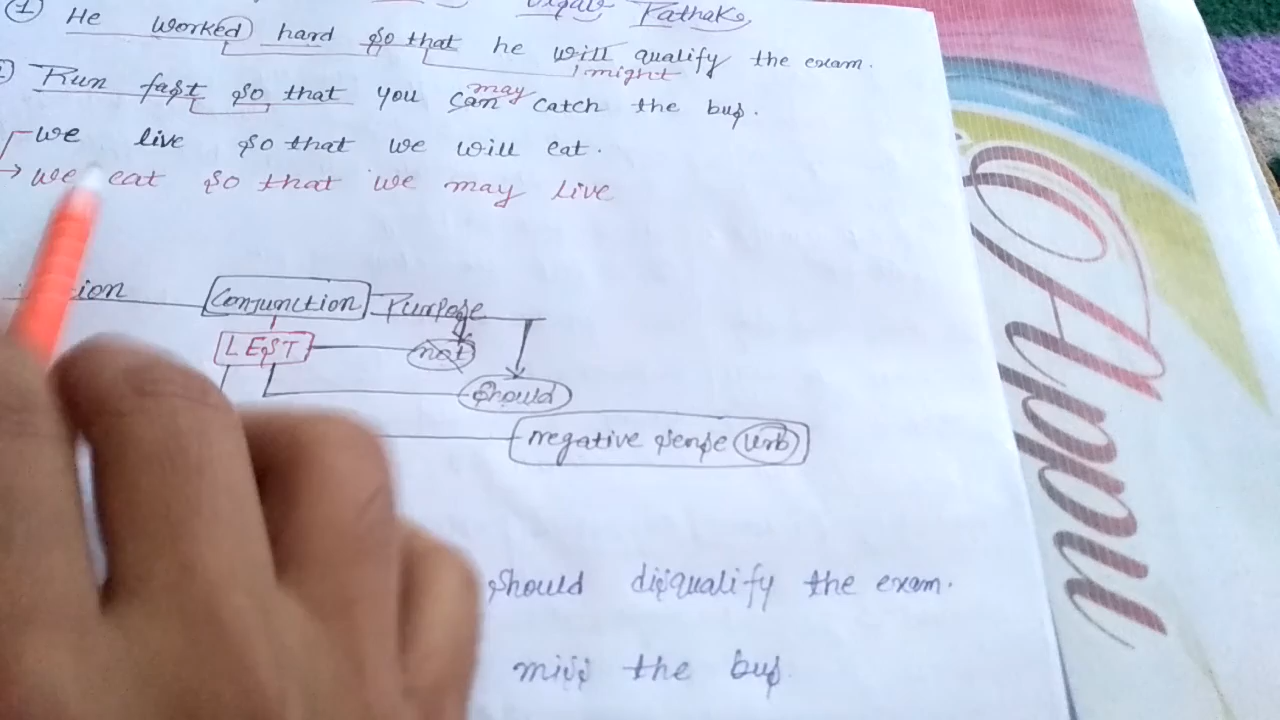 (1) He worked hard so that he will qualify the exam.
might
may
Run fast so that you can catch the bus.
we live so that we will eat.
→ we eat so that we may live
Conjunction Purpose
LEST not
should
negative sense verb
should disqualify the exam.
miss the bus